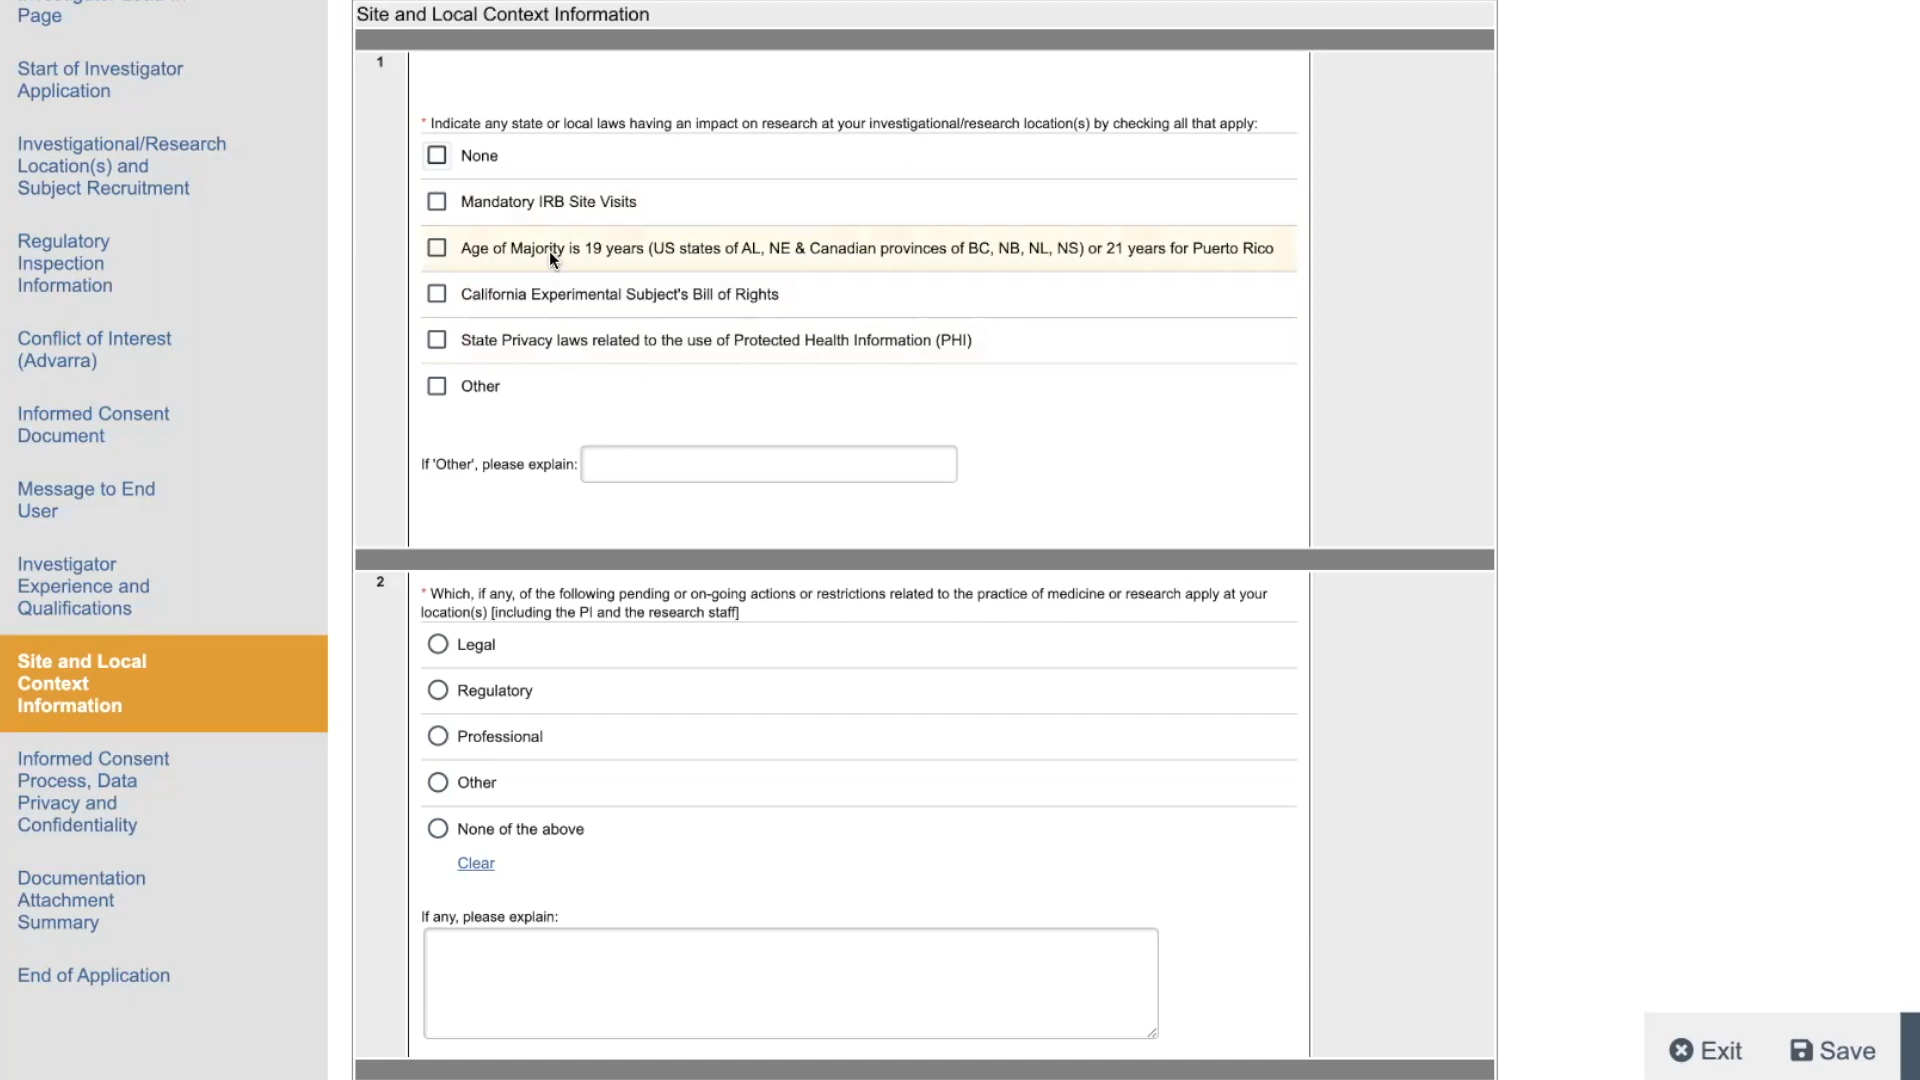 Page
Start of Investigator
Application
Investigational/Research
Location(s) and
Subject Recruitment
Regulatory
Inspection
Information
Conflict of Interest
(Advarra)
Informed Consent
Document
Message to End
User
Investigator
Experience and
Qualifications
Site and Local
Context
Information
Informed Consent
Process, Data
Privacy and
Confidentiality
Documentation
Attachment
Summary
End of Application
Site and Local Context Information
1
* Indicate any state or local laws having an impact on research at your investigational/research location(s) by checking all that apply:
None
Mandatory IRB Site Visits
Age of Majority is 19 years (US states of AL, NE & Canadian provinces of BC, NB, NL, NS) or 21 years for Puerto Rico
California Experimental Subject's Bill of Rights
State Privacy laws related to the use of Protected Health Information (PHI)
Other
If 'Other', please explain:
2
* Which, if any, of the following pending or on-going actions or restrictions related to the practice of medicine or research apply at your
location(s) [including the PI and the research staff]
Legal
Regulatory
Professional
Other
None of the above
Clear
If any, please explain:
Exit
Save